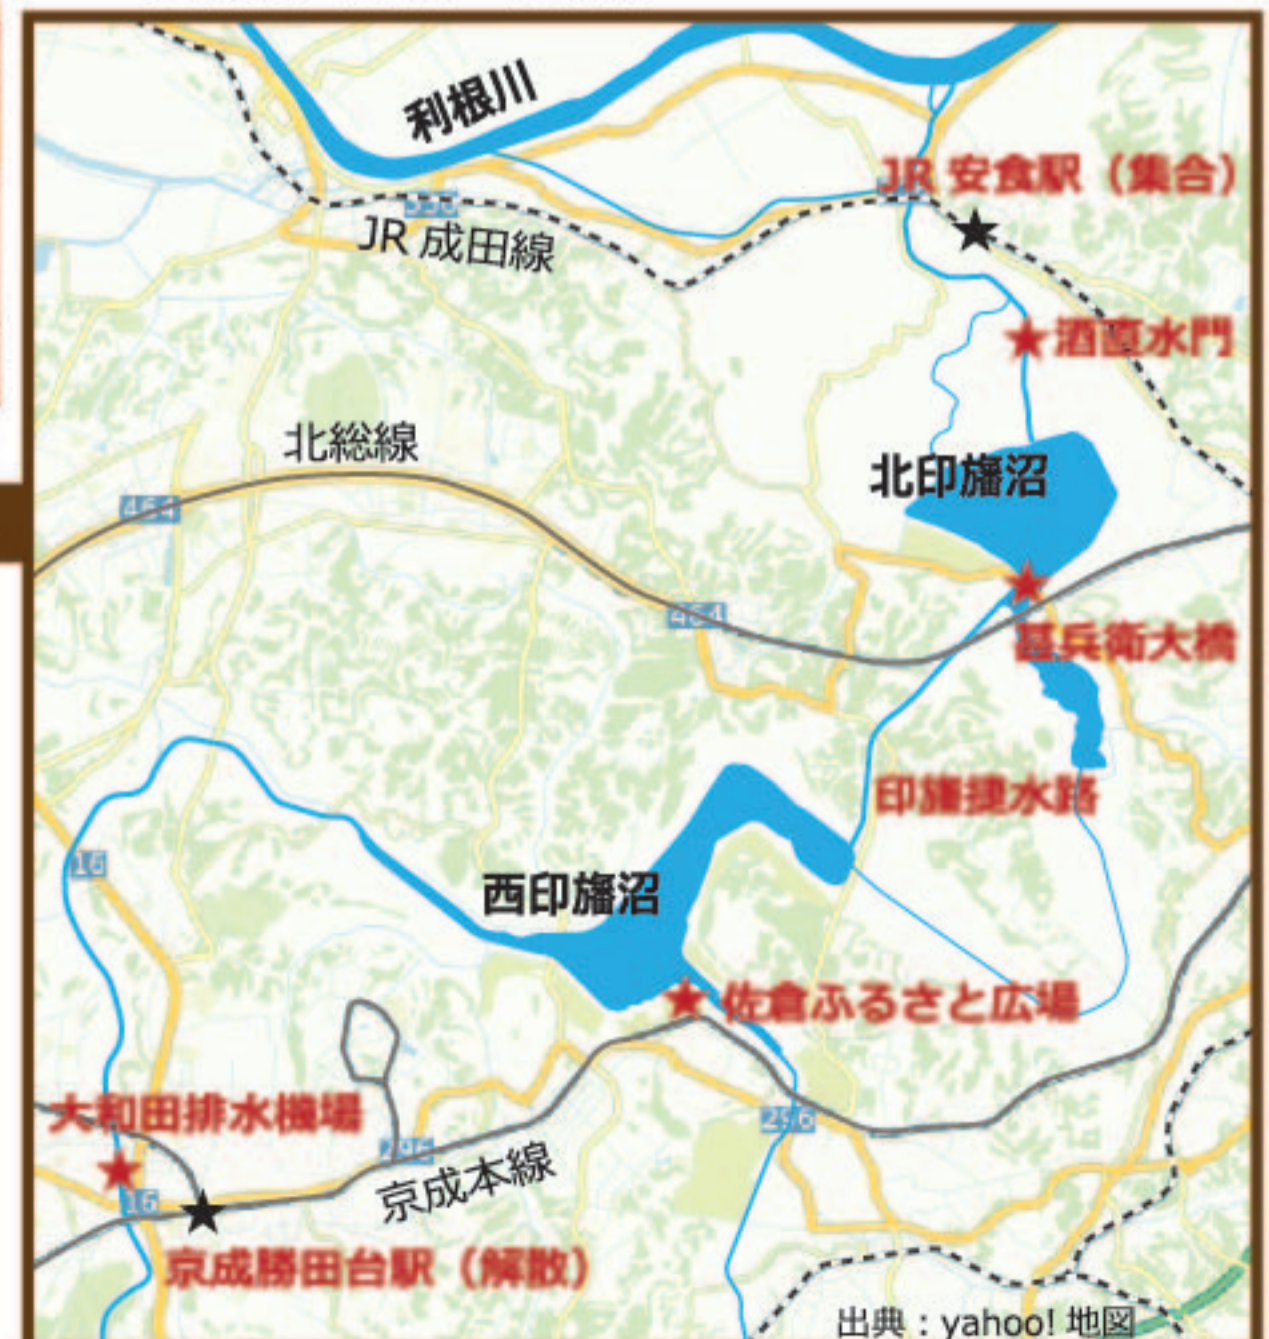 利根川
JR 安食駅（集合）
356
JR 成田線
酒直水門
北総線
北印旛沼
464
464
甚兵衛大橋
印旛捷水路
16
西印旛沼
佐倉ふるさと広場
大和田排水機場
296
296
京成本線
16
京成勝田台駅（解散）
出典：yahoo! 地図